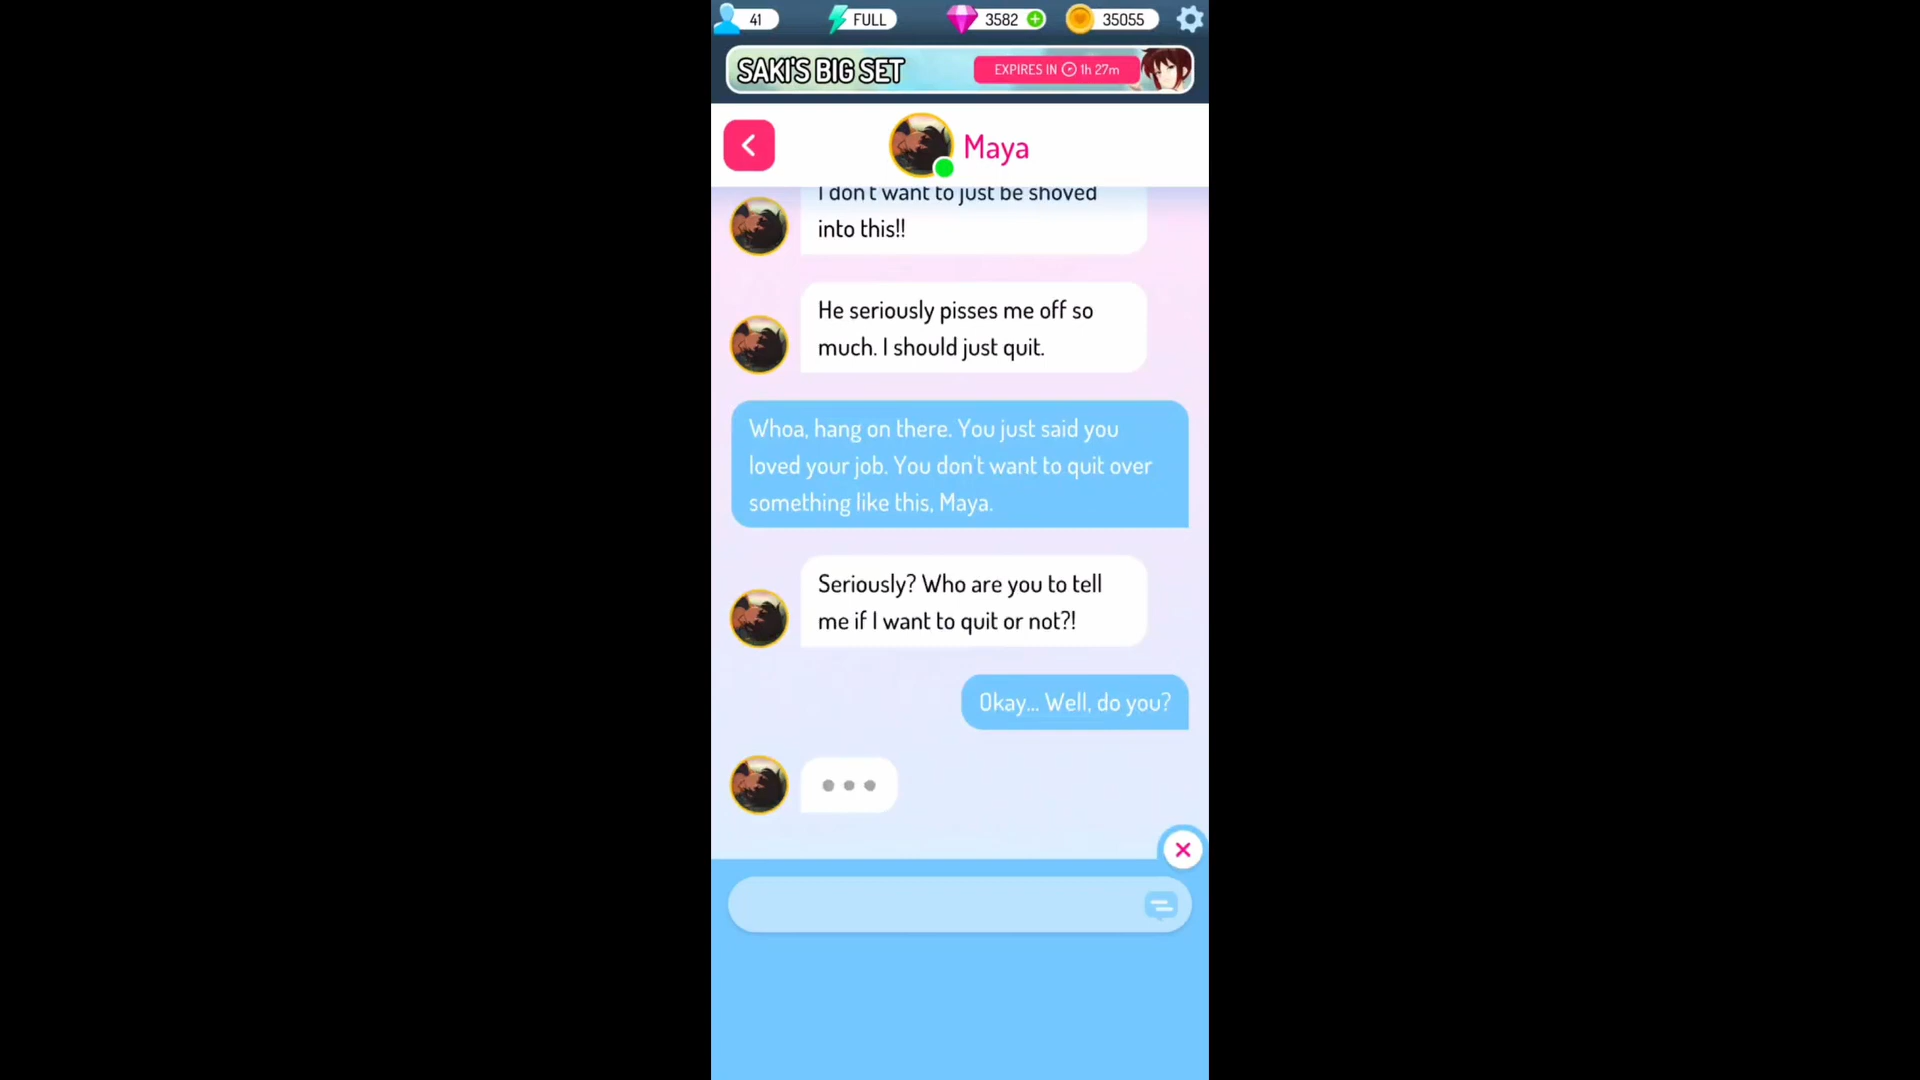 41
FULL
3582
35055
SAKI'S BIG SET
EXPIRES IN 1h 27m
Maya
I don't want to just be shoved
into this!!
He seriously pisses me off so
much. I should just quit.
Whoa, hang on there. You just said you
loved your job. You don't want to quit over
something like this, Maya.
Seriously? Who are you to tell
me if I want to quit or not?!
Okay... Well, do you?